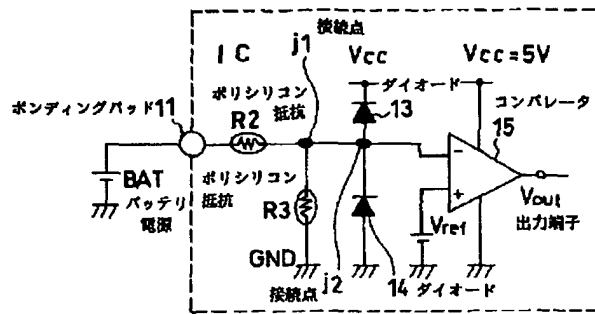 接続点
IC
j1
Vcc
Vcc=5V
ダイオード
ボンディングパッド 11
ポリシリコン
抵抗
R2
13
コンパレータ
15
BAT
バッテリ
電源
ポリシリコン
抵抗
R3
Vref
Vout
出力端子
GND
接続点
j2
14 ダイオード